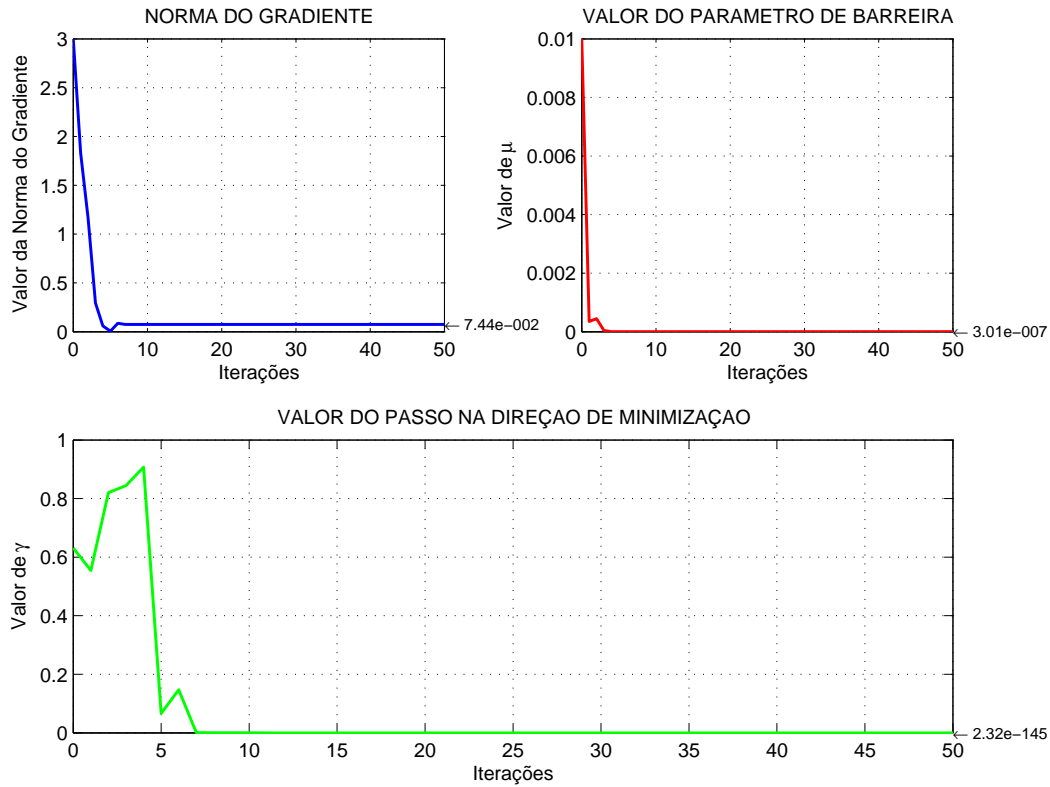 NORMA DO GRADIENTE
Valor da Norma do Gradiente
3
2.5
2
1.5
1
0.5
0
0 10 20 30 40 50
← 7.44e−002
Iterações
VALOR DO PARAMETRO DE BARREIRA
Valor de μ
0.01
0.008
0.006
0.004
0.002
0
0 10 20 30 40 50
← 3.01e−007
Iterações
VALOR DO PASSO NA DIREÇAO DE MINIMIZAÇAO
Valor de γ
1
0.8
0.6
0.4
0.2
0
0 5 10 15 20 25 30 35 40 45 50
← 2.32e−145
Iterações